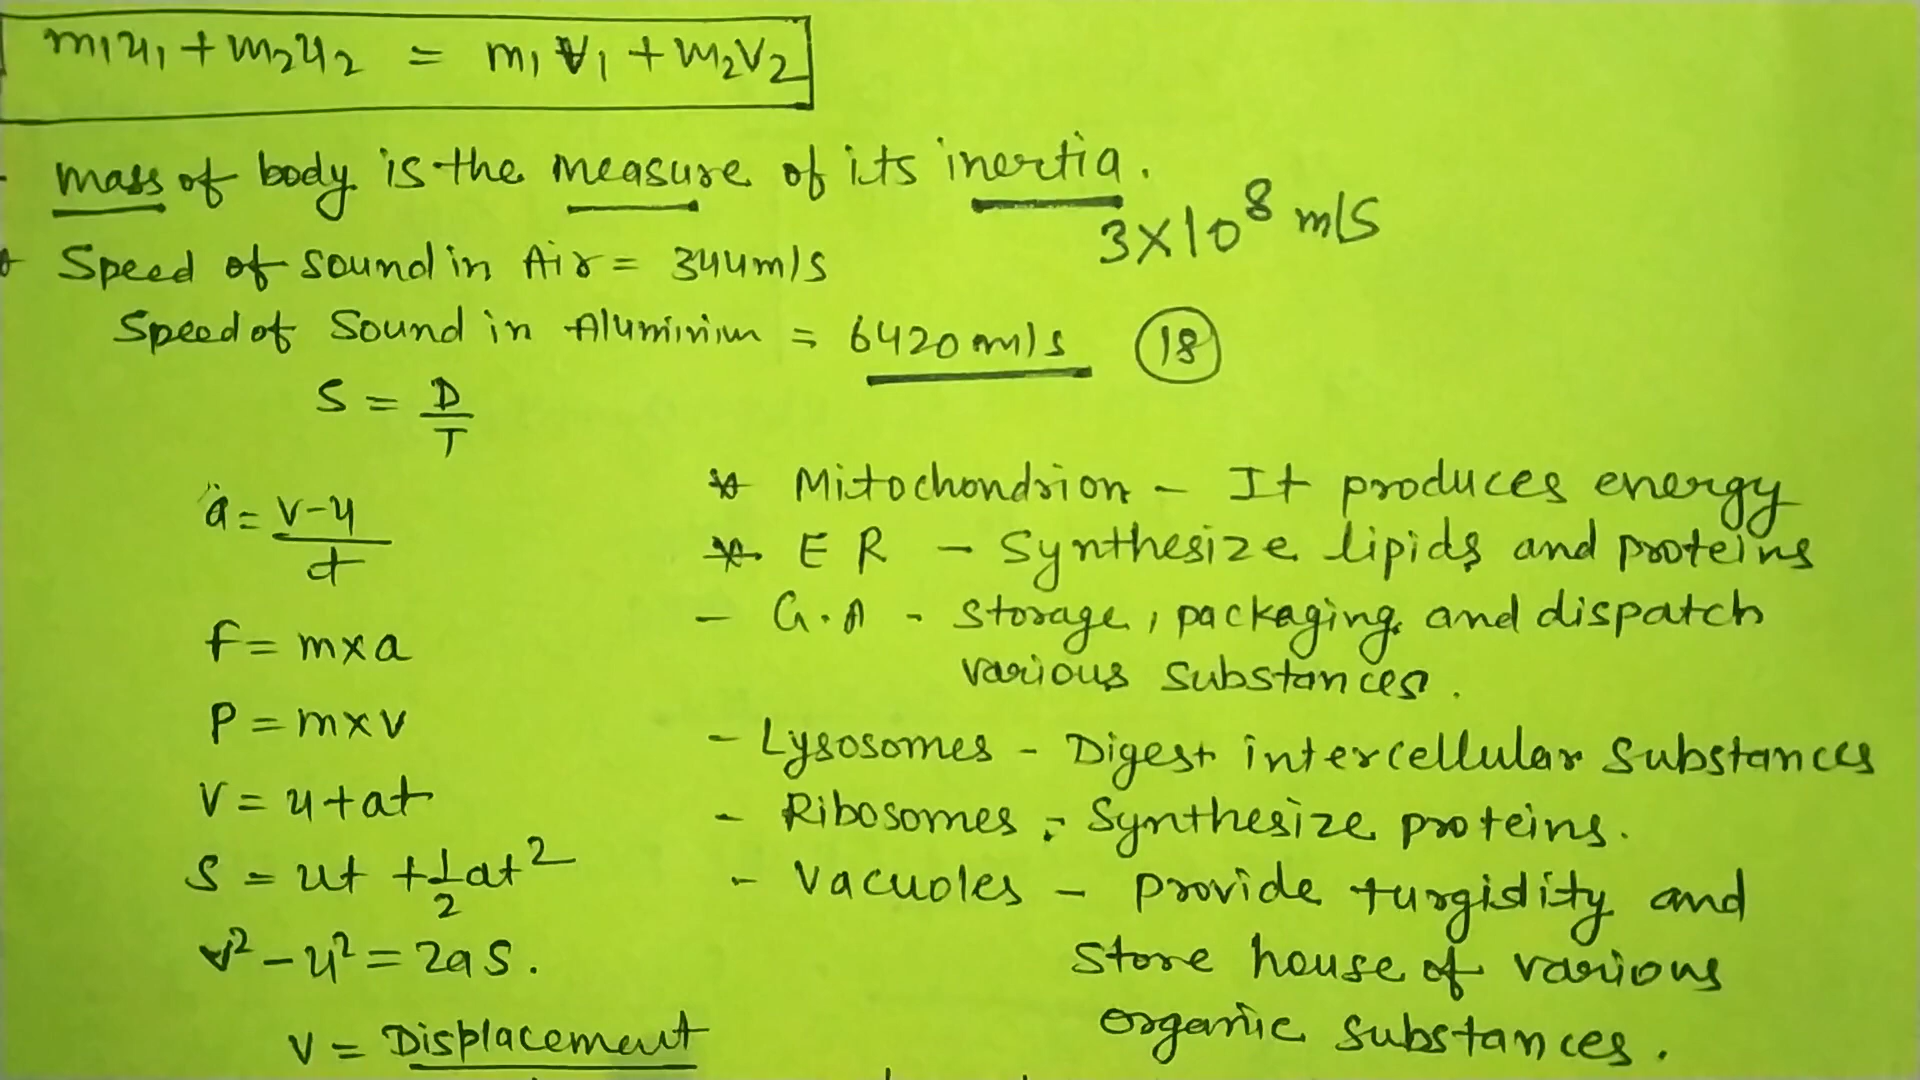 m1u1 + m2u2 = m1v1 + m2v2
mass of body is the measure of its inertia.
3×10^8 m/s
Speed of sound in Air = 344m/s
Speed of Sound in Aluminium = 6420 m/s (18)
S = D/T
a = v-u/t
f = m×a
P = m×v
V = u+at
S = ut + 1/2 at^2
v^2 - u^2 = 2as.
V = Displacement
* Mitochondrion - It produces energy
* E R - Synthesize lipids and proteins
- G.A - Storage, packaging and dispatch
various substances.
- Lysosomes - Digest intercellular substances
- Ribosomes - Synthesize proteins.
- Vacuoles - provide turgidity and
store house of various
organic substances.